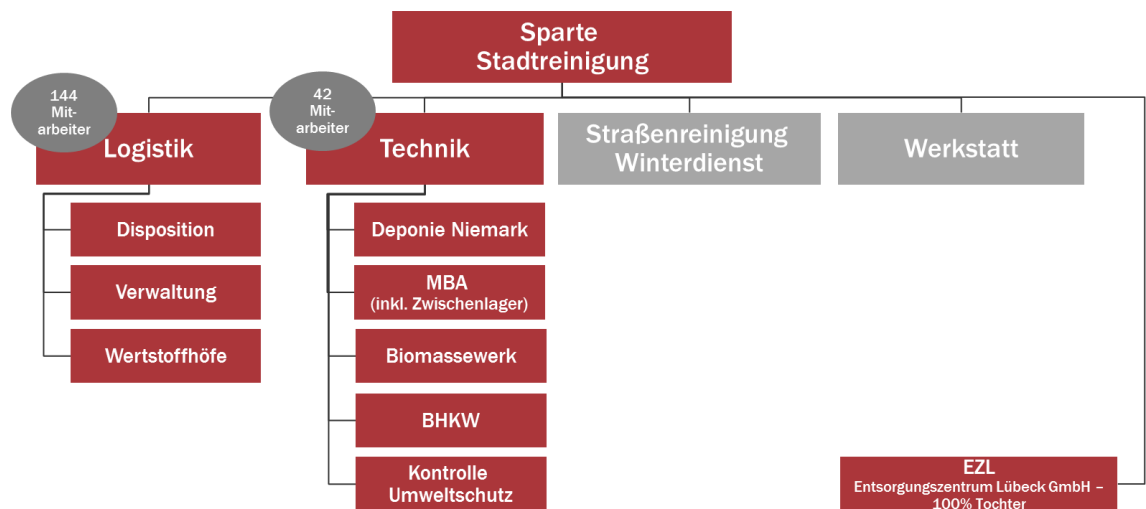 Sparte
Stadtreinigung
144
Mit-
arbeiter
Logistik
42
Mit-
arbeiter
Technik
Straßenreinigung
Winterdienst
Werkstatt
Disposition
Verwaltung
Wertstoffhöfe
Deponie Niemark
MBA
(inkl. Zwischenlager)
Biomassewerk
BHKW
Kontrolle
Umweltschutz
EZL
Entsorgungszentrum Lübeck GmbH –
100% Tochter